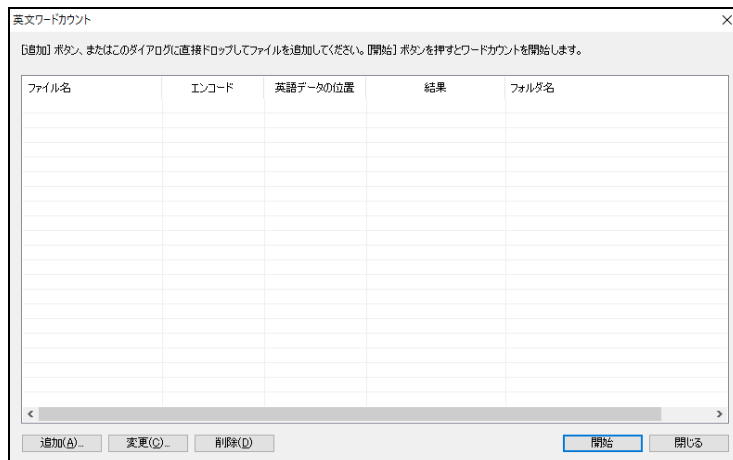 英文ワードカウント
[追加] ボタン、またはこのダイアログに直接ドロップしてファイルを追加してください。[開始] ボタンを押すとワードカウントを開始します。
ファイル名 エンコード 英語データの位置 結果 フォルダ名
追加(A)... 変更(C)... 削除(D) 開始 閉じる